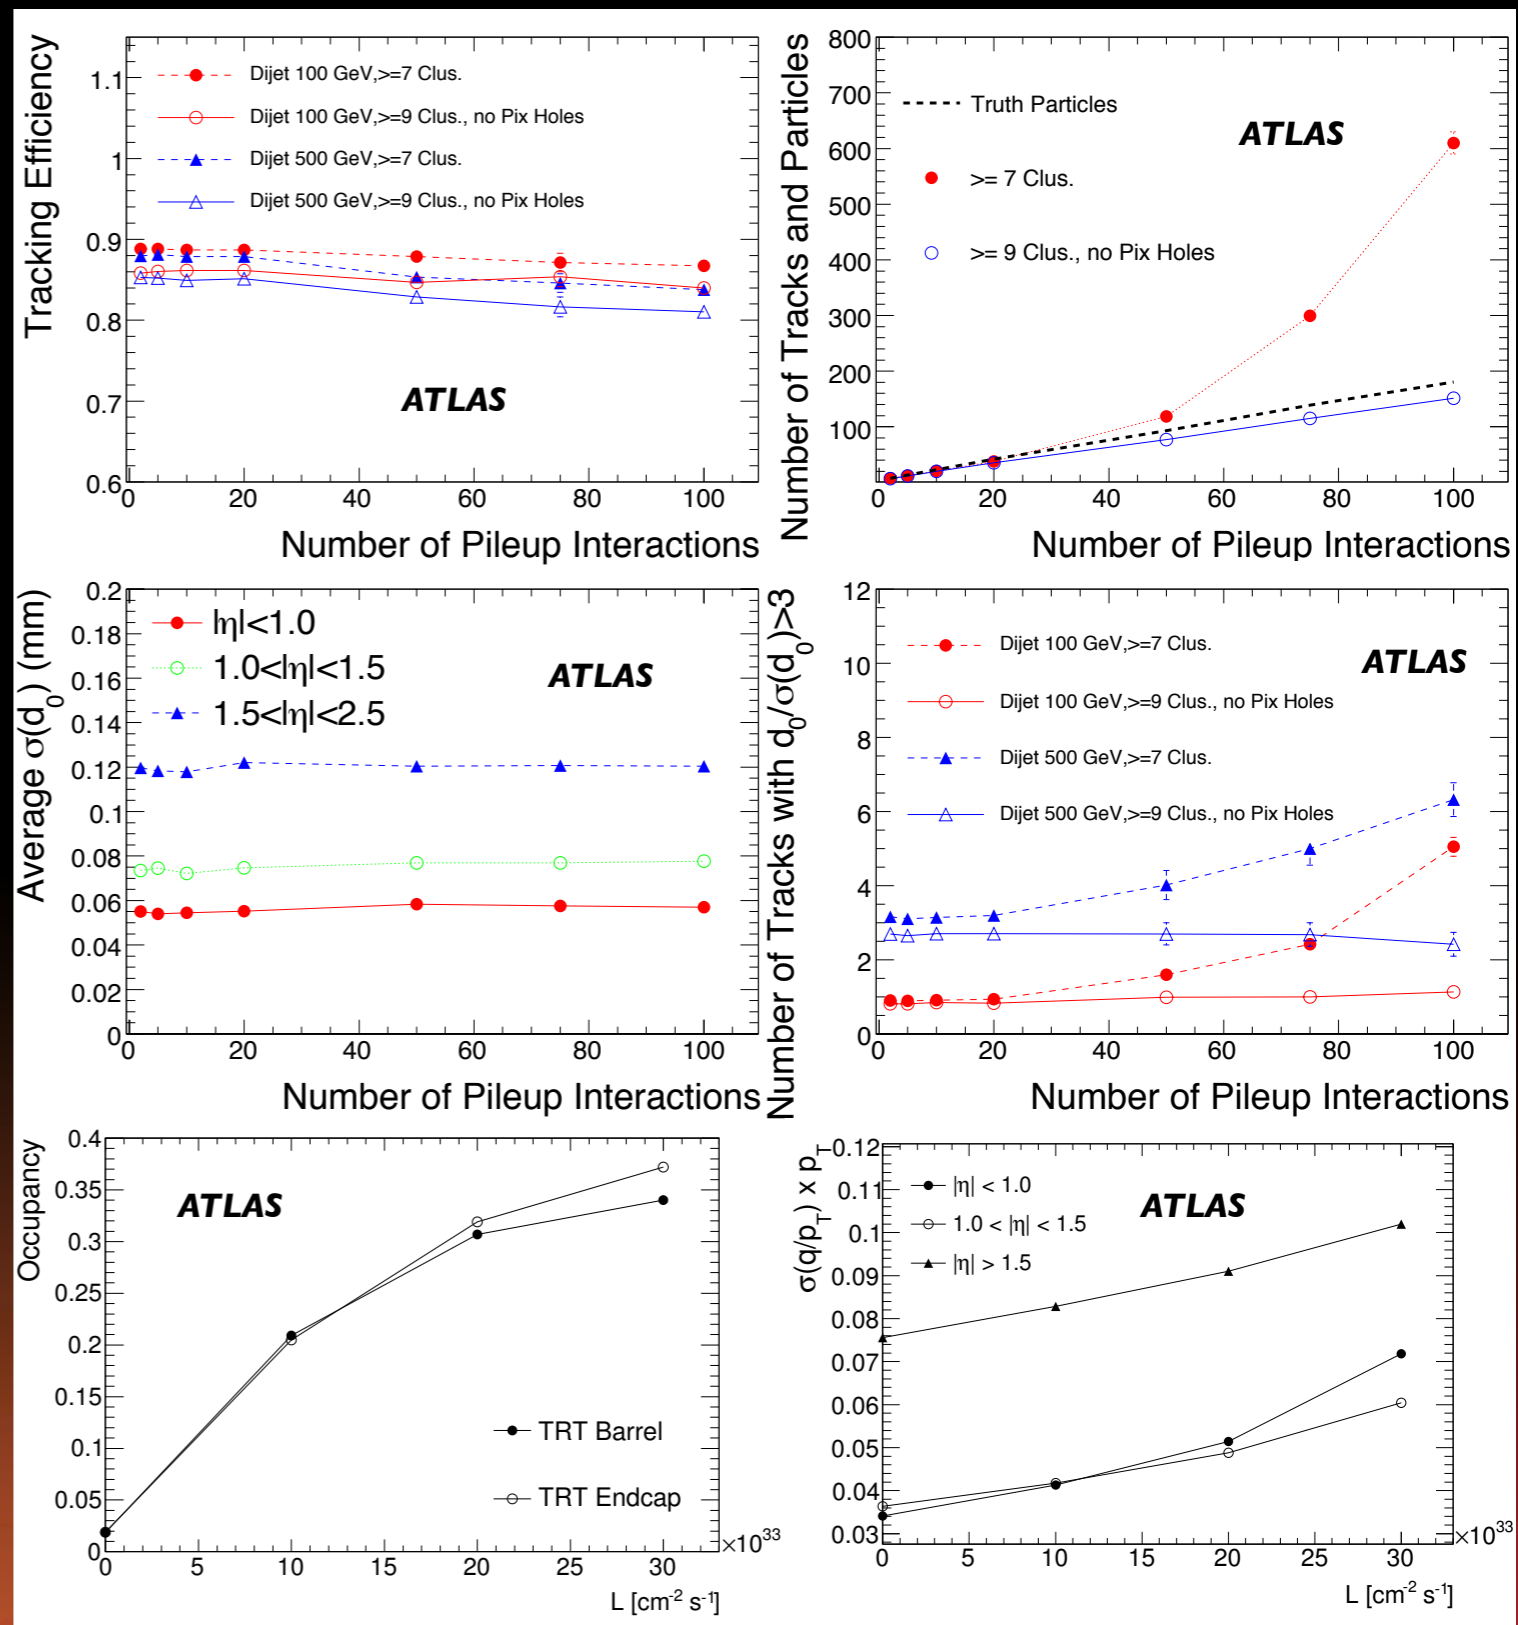 Tracking Efficiency
1.1
1
0.9
0.8
0.7
0.6
Dijet 100 GeV,>=7 Clus.
Dijet 100 GeV,>=9 Clus., no Pix Holes
Dijet 500 GeV,>=7 Clus.
Dijet 500 GeV,>=9 Clus., no Pix Holes
ATLAS
0 20 40 60 80 100
Number of Pileup Interactions
Number of Tracks and Particles
800
700
600
500
400
300
200
100
Truth Particles
>= 7 Clus.
>= 9 Clus., no Pix Holes
ATLAS
0 20 40 60 80 100
Number of Pileup Interactions
Average σ(d0) (mm)
0.2
0.18
0.16
0.14
0.12
0.1
0.08
0.06
0.04
0.02
0
|η|<1.0
1.0<|η|<1.5
1.5<|η|<2.5
ATLAS
0 20 40 60 80 100
Number of Pileup Interactions
Number of Tracks with d0/σ(d0)>3
12
10
8
6
4
2
0
Dijet 100 GeV,>=7 Clus.
Dijet 100 GeV,>=9 Clus., no Pix Holes
Dijet 500 GeV,>=7 Clus.
Dijet 500 GeV,>=9 Clus., no Pix Holes
ATLAS
0 20 40 60 80 100
Number of Pileup Interactions
Occupancy
0.4
0.35
0.3
0.25
0.2
0.15
0.1
0.05
0
ATLAS
TRT Barrel
TRT Endcap
×10³³
0 5 10 15 20 25 30
L [cm⁻² s⁻¹]
σ(q/pT) x pT
0.12
0.11
0.1
0.09
0.08
0.07
0.06
0.05
0.04
0.03
|η| < 1.0
1.0 < |η| < 1.5
|η| > 1.5
ATLAS
×10³³
0 5 10 15 20 25 30
L [cm⁻² s⁻¹]